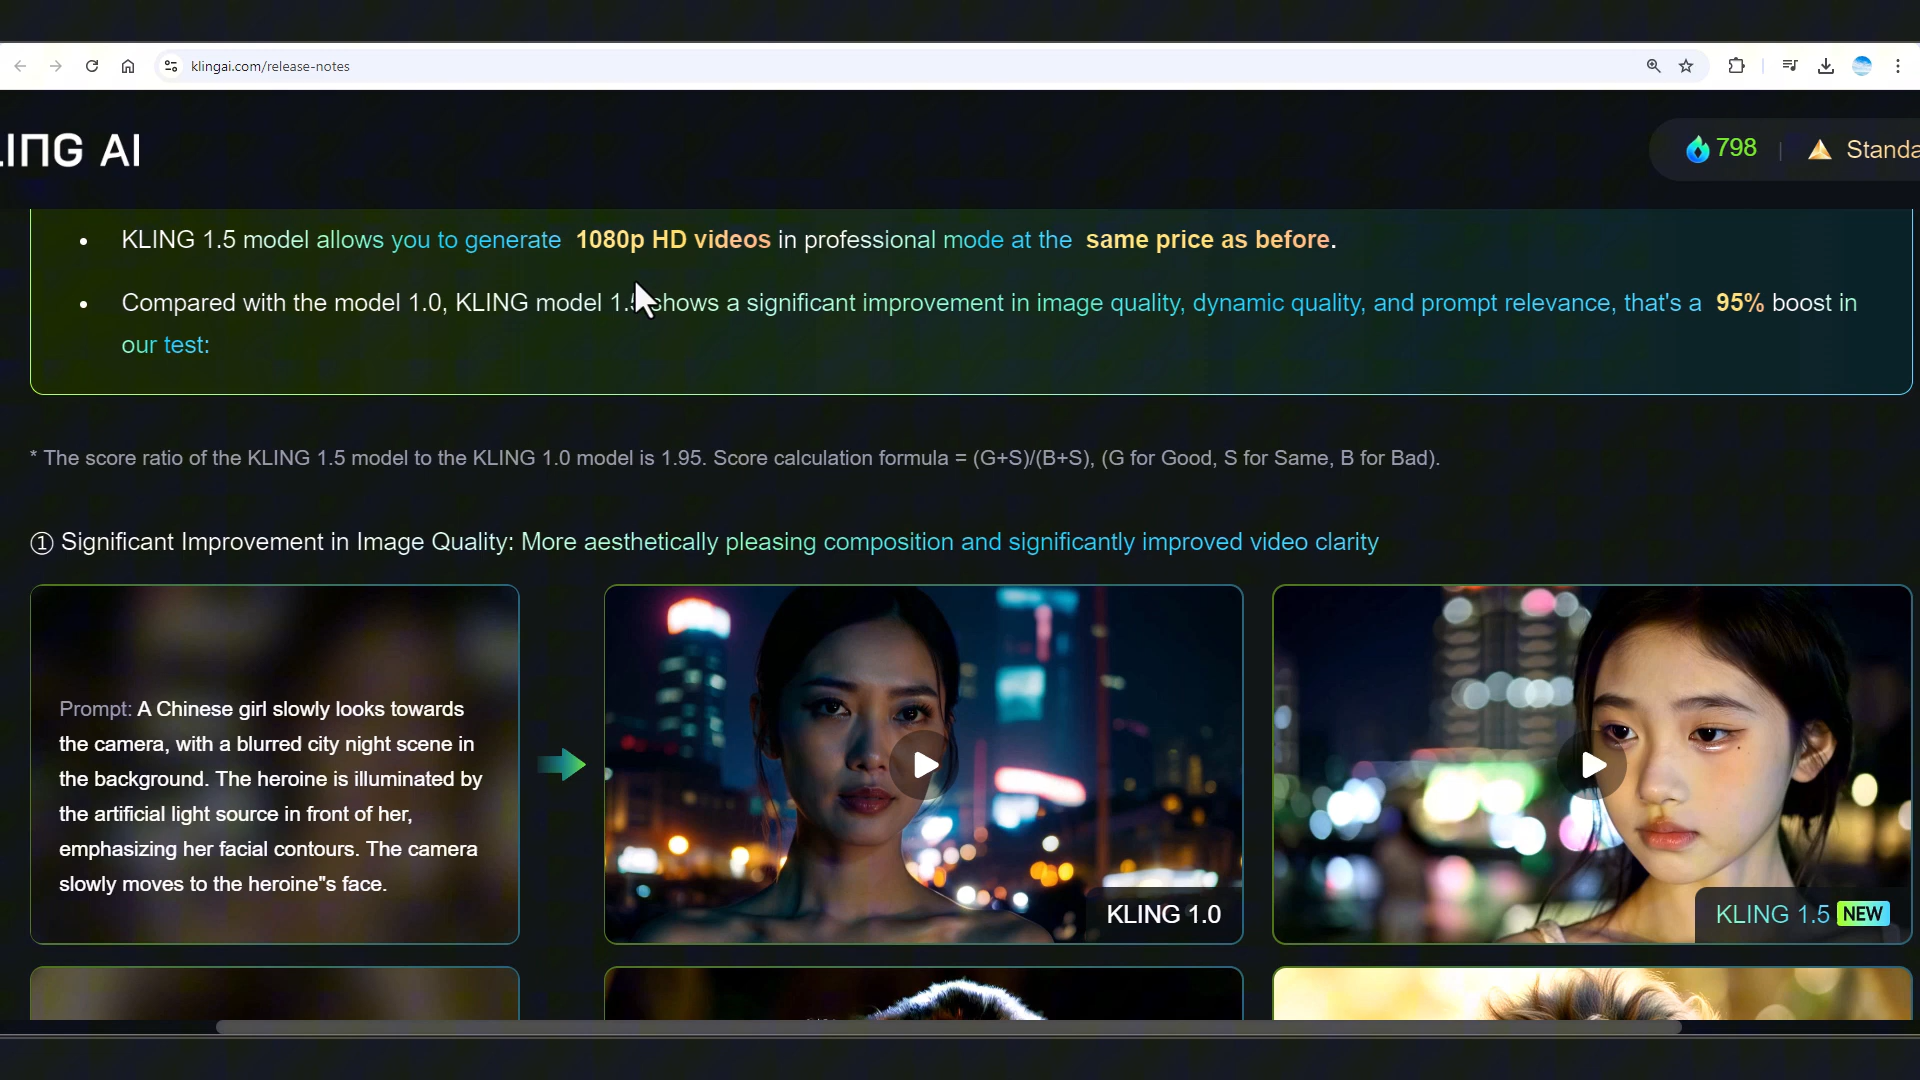 klingai.com/release-notes
LING AI
798
Standa
• KLING 1.5 model allows you to generate 1080p HD videos in professional mode at the same price as before.
• Compared with the model 1.0, KLING model 1.5 shows a significant improvement in image quality, dynamic quality, and prompt relevance, that's a 95% boost in
our test:
* The score ratio of the KLING 1.5 model to the KLING 1.0 model is 1.95. Score calculation formula = (G+S)/(B+S), (G for Good, S for Same, B for Bad).
① Significant Improvement in Image Quality: More aesthetically pleasing composition and significantly improved video clarity
Prompt: A Chinese girl slowly looks towards
the camera, with a blurred city night scene in
the background. The heroine is illuminated by
the artificial light source in front of her,
emphasizing her facial contours. The camera
slowly moves to the heroine"s face.
KLING 1.0
KLING 1.5 NEW